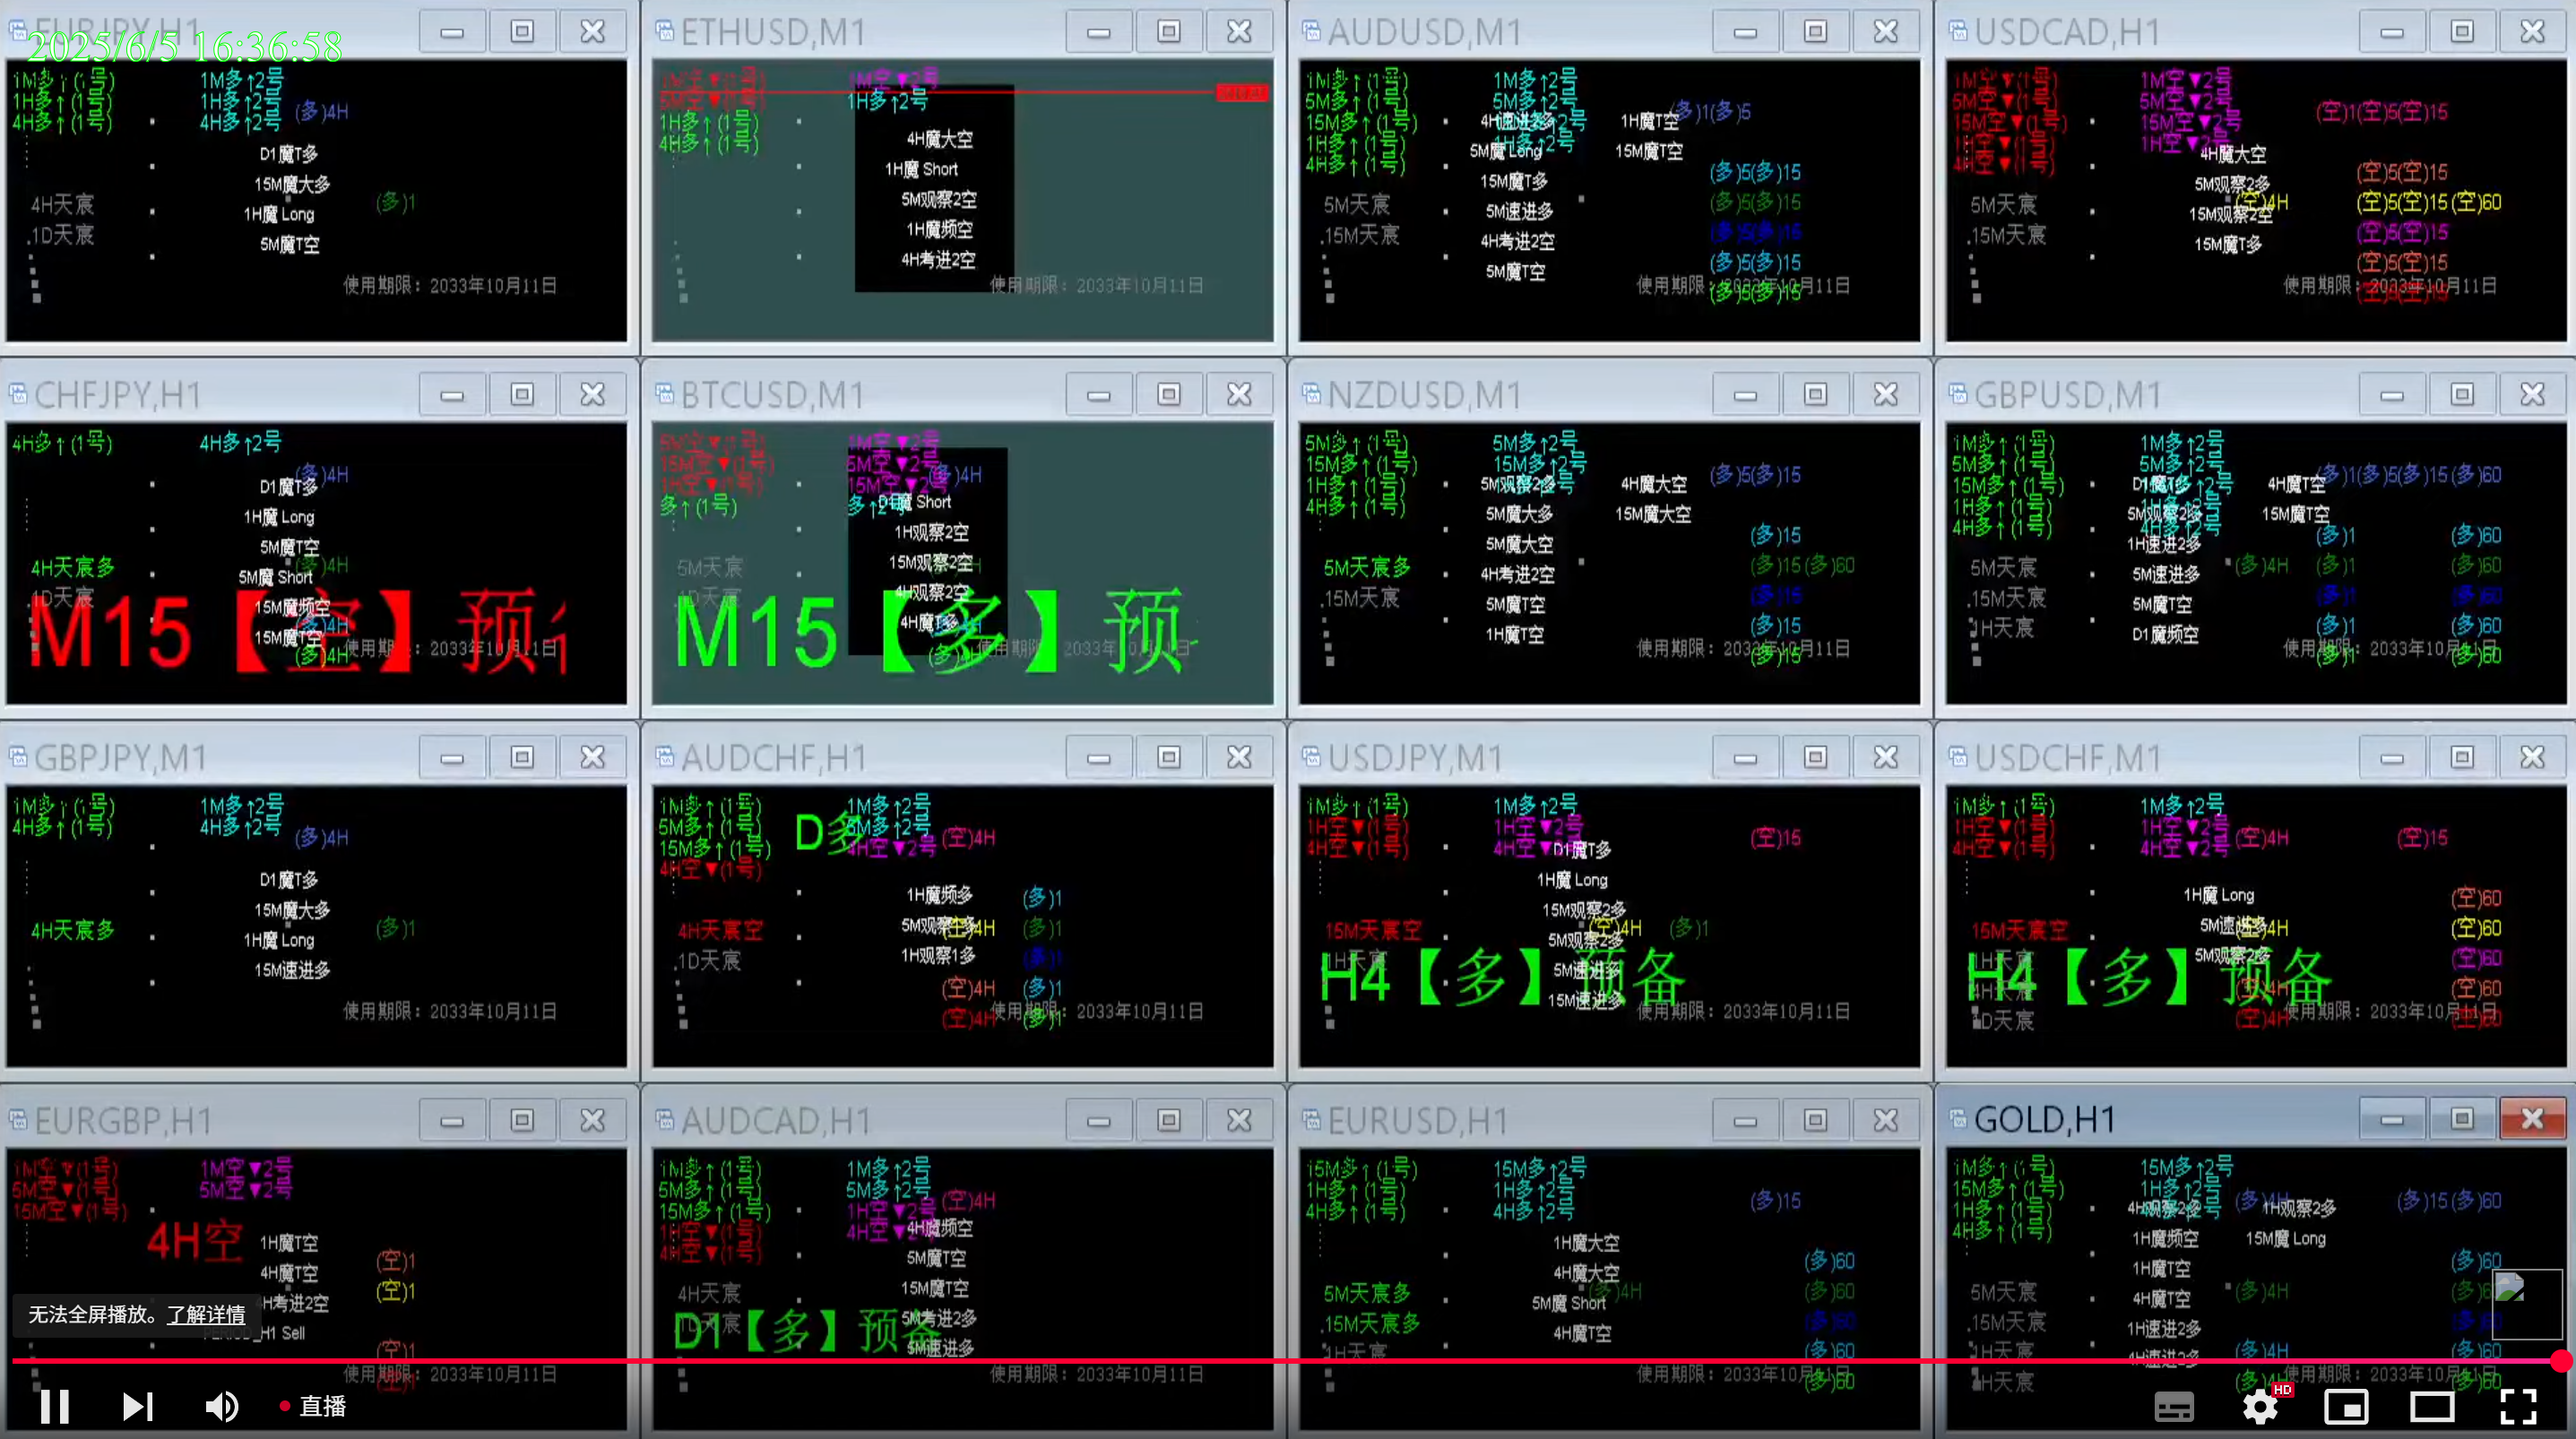 EURJPY,H1
2025/6/5 16:36:58
1M多↑(1号) 1M多↑2号
1H多↑(1号) 1H多↑2号
4H多↑(1号) 4H多↑2号 (多)4H
D1魔T多
15M魔大多
4H天宸 (多)1
1H魔 Long
.1D天宸
5M魔T空
使用期限：2033年10月11日
ETHUSD,M1
1M空▼(1号) 1M空▼2号
5M空▼(1号) 1H多↑2号
1H多↑(1号)
4H多↑(1号)
4H魔大空
1H魔 Short
5M观察2空
1H魔频空
4H考进2空
使用期限：2033年10月11日
AUDUSD,M1
1M多↑(1号) 1M多↑2号
5M多↑(1号) 5M多↑2号
15M多↑(1号) 4H速进2多 1H魔T空 (多)1(多)5
1H多↑(1号) 1H多↑2号
5M魔 Long 15M魔T空
4H多↑(1号)
15M魔T多 (多)5(多)15
5M天宸 5M速进多 (多)5(多)15
.15M天宸 4H考进2空 (多)5(多)15
(多)5(多)15
5M魔T空
使用期限：2033年10月11日
(多)5(多)15
USDCAD,H1
1M空▼(1号) 1M空▼2号
5M空▼(1号) 5M空▼2号 (空)1(空)5(空)15
15M空▼(1号) 15M空▼2号
1H空▼(1号) 1H空▼2号
4H空▼(1号) 4H魔大空
5M观察2多 (空)5(空)15
5M天宸 15M观察2空 (空)4H (空)5(空)15(空)60
.15M天宸 15M魔T多 (空)5(空)15
(空)5(空)15
使用期限：2033年10月11日
(空)5(空)15
CHFJPY,H1
4H多↑(1号) 4H多↑2号
(多)4H
D1魔T多
1H魔 Long
5M魔T空
4H天宸多 (多)4H
5M魔 Short
.1D天宸
15M魔频空
M15【空】预
15M魔T空
(多)4H
使用期限：2033年10月11日
BTCUSD,M1
5M空▼(1号) 1M空▼2号
15M空▼(1号) 5M空▼2号 (多)4H
1H空▼(1号) 15M空▼2号
多↑(1号) 多↑2号
D1魔 Short
1H观察2空
5M天宸 15M观察2空
4H观察2空
.1D天宸
M15【多】预
4H魔T多
(多)4H
使用期限：2033年10月11日
NZDUSD,M1
5M多↑(1号) 5M多↑2号
15M多↑(1号) 15M多↑2号
1H多↑(1号) 5M观察2多 4H魔大空 (多)5(多)15
4H多↑(1号) 5M魔大多 15M魔大空
5M魔大空 (多)15
5M天宸多 4H考进2空 (多)15(多)60
.15M天宸 5M魔T空 (多)15
1H魔T空 (多)15
使用期限：2033年10月11日
(多)15
GBPUSD,M1
1M多↑(1号) 1M多↑2号
5M多↑(1号) 5M多↑2号
15M多↑(1号) D1魔T多 4H魔T空 (多)1(多)5(多)15(多)60
1H多↑(1号) 5M观察2多 15M魔T空
4H多↑(1号) 4H多↑2号
1H速进2多 (多)1 (多)60
5M天宸 5M速进多 (多)4H (多)1 (多)60
.15M天宸 5M魔T空 (多)1 (多)60
1H天宸 D1魔频空 (多)1 (多)60
使用期限：2033年10月11日
(多)1 (多)60
GBPJPY,M1
1M多↑(1号) 1M多↑2号
4H多↑(1号) 4H多↑2号 (多)4H
D1魔T多
15M魔大多
4H天宸多 (多)1
1H魔 Long
15M速进多
使用期限：2033年10月11日
AUDCHF,H1
1M多↑(1号) 1M多↑2号
5M多↑(1号) D多 5M多↑2号 (空)4H
15M多↑(1号) 4H空▼2号
4H空▼(1号)
1H魔频多 (多)1
4H天宸空 5M观察多 (空)4H (多)1
.1D天宸 1H观察1多 (多)1
(空)4H (多)1
使用期限：2033年10月11日
(空)4H (多)1
USDJPY,M1
1M多↑(1号) 1M多↑2号
1H空▼(1号) 1H空▼2号 (空)15
4H空▼(1号) 4H空▼2号
D1魔T多
1H魔 Long
15M观察2多
15M天宸空 (空)4H (多)1
5M观察2多
.1H天宸
H4【多】预备
5M速进多
15M速进多
使用期限：2033年10月11日
USDCHF,M1
1M多↑(1号) 1M多↑2号
1H空▼(1号) 1H空▼2号 (空)4H (空)15
4H空▼(1号) 4H空▼2号
1H魔 Long (空)60
15M天宸空 5M速进多 (空)4H (空)60
.1H天宸 5M观察2多 (空)60
H4【多】预备
4H天宸 (空)4H (空)60
使用期限：2033年10月11日
1D天宸 (空)4H (空)60
EURGBP,H1
1M空▼(1号) 1M空▼2号
5M空▼(1号) 5M空▼2号
15M空▼(1号)
4H空
1H魔T空
(空)1
4H魔T空
(空)1
H考进2空
无法全屏播放。了解详情
PERIOD_H1 Sell
(空)1
使用期限：2033年10月11日
AUDCAD,H1
1M多↑(1号) 1M多↑2号
5M多↑(1号) 5M多↑2号 (空)4H
15M多↑(1号) 1H空▼2号
1H空▼(1号) 4H空▼2号
4H空▼(1号) 4H魔频空
5M魔T空
4H天宸 15M魔T空
5M考进2多
D1【多】预备
5M速进多
使用期限：2033年10月11日
EURUSD,H1
15M多↑(1号) 15M多↑2号
1H多↑(1号) 1H多↑2号 (多)15
4H多↑(1号) 4H多↑2号
1H魔大空
(多)60
4H魔大空
5M天宸多 (多)4H (多)60
5M魔 Short
.15M天宸多 4H魔T空 (多)60
1H天宸 (多)60
使用期限：2033年10月11日
(多)60
GOLD,H1
1M多↑(1号) 15M多↑2号
15M多↑(1号) 1H多↑2号 (多)4H (多)15(多)60
1H多↑(1号) 4H观察2多 1H观察2多
4H多↑(1号) 1H魔频空 15M魔 Long
1H魔T空 (多)60
5M天宸 4H魔T空 (多)4H
.15M天宸 1H速进2多
1H天宸 4H速进2多 (多)4H (多)60
使用期限：2033年10月11日
4H天宸 (多)4H (多)60
直播
HD